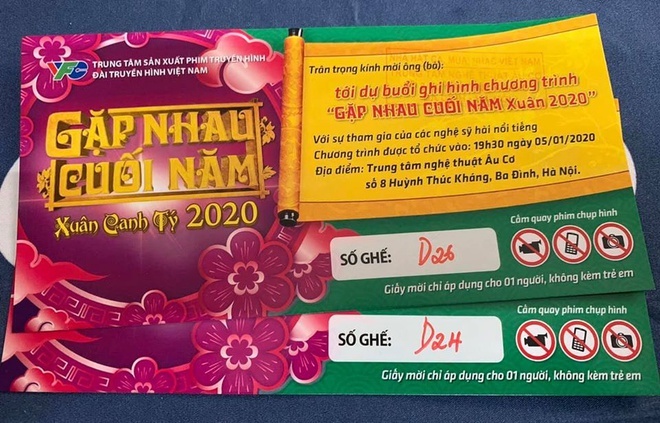 VFC
TRUNG TÂM SẢN XUẤT PHIM TRUYỀN HÌNH
ĐÀI TRUYỀN HÌNH VIỆT NAM
GẶP NHAU
CUỐI NĂM
Xuân Canh Tý 2020
Trân trọng kính mời ông (bà):
tới dự buổi ghi hình chương trình
"GẶP NHAU CUỐI NĂM Xuân 2020"
Với sự tham gia của các nghệ sỹ hài nổi tiếng
Chương trình được tổ chức vào: 19h30 ngày 05/01/2020
Địa điểm: Trung tâm nghệ thuật Âu Cơ
số 8 Huỳnh Thúc Kháng, Ba Đình, Hà Nội.
Cấm quay phim chụp hình
SỐ GHẾ: D26
Giấy mời chỉ áp dụng cho 01 người, không kèm trẻ em
Cấm quay phim chụp hình
SỐ GHẾ: D24
Giấy mời chỉ áp dụng cho 01 người, không kèm trẻ em